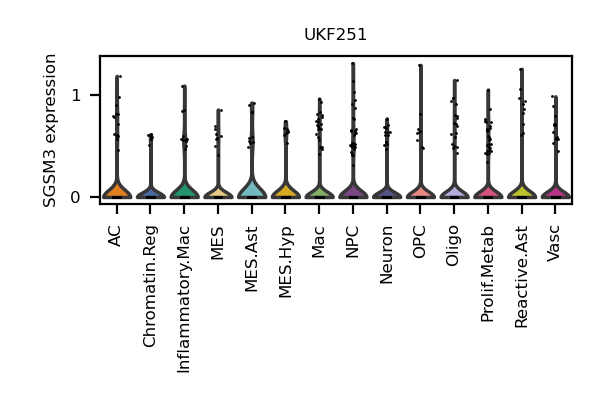 UKF251
SGSM3 expression
1
0
AC
Chromatin.Reg
Inflammatory.Mac
MES
MES.Ast
MES.Hyp
Mac
NPC
Neuron
OPC
Oligo
Prolif.Metab
Reactive.Ast
Vasc